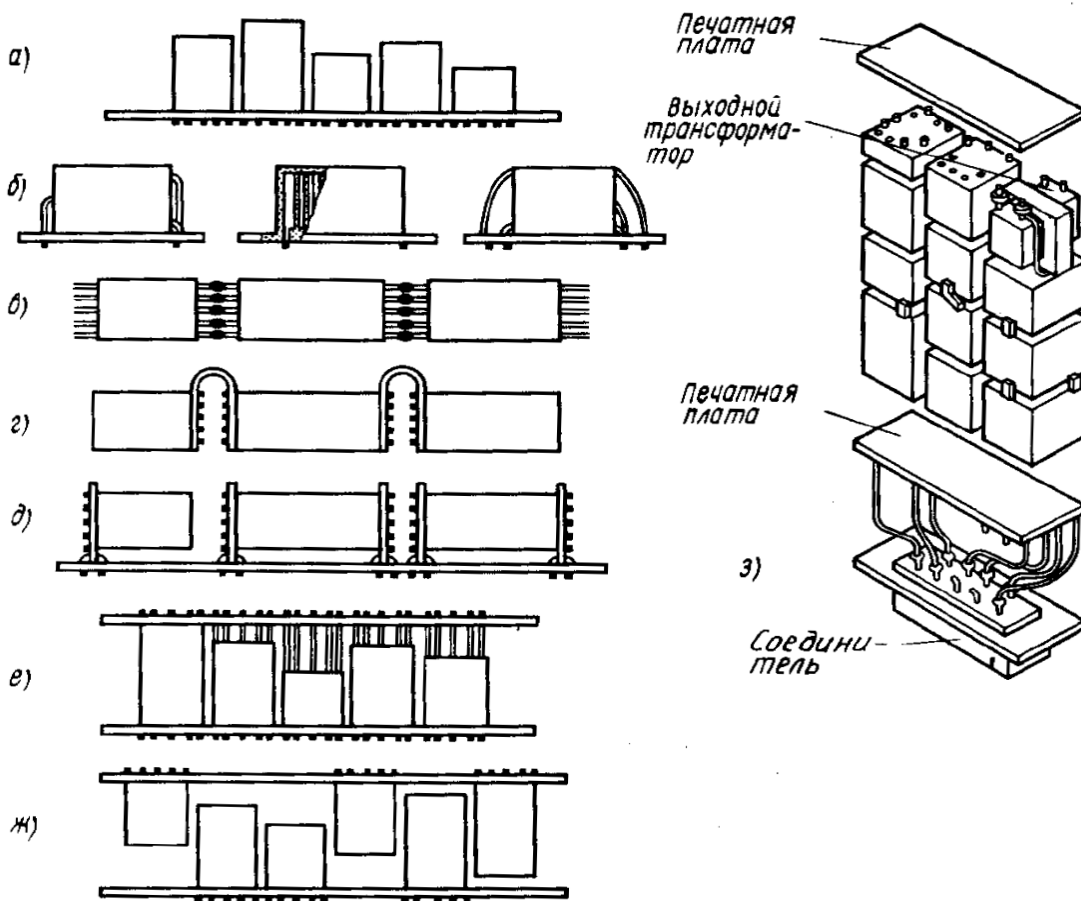 а)
б)
в)
г)
д)
е)
ж)
Печатная
плата
Выходной
трансформа-
тор
Печатная
плата
з)
Соедини-
тель